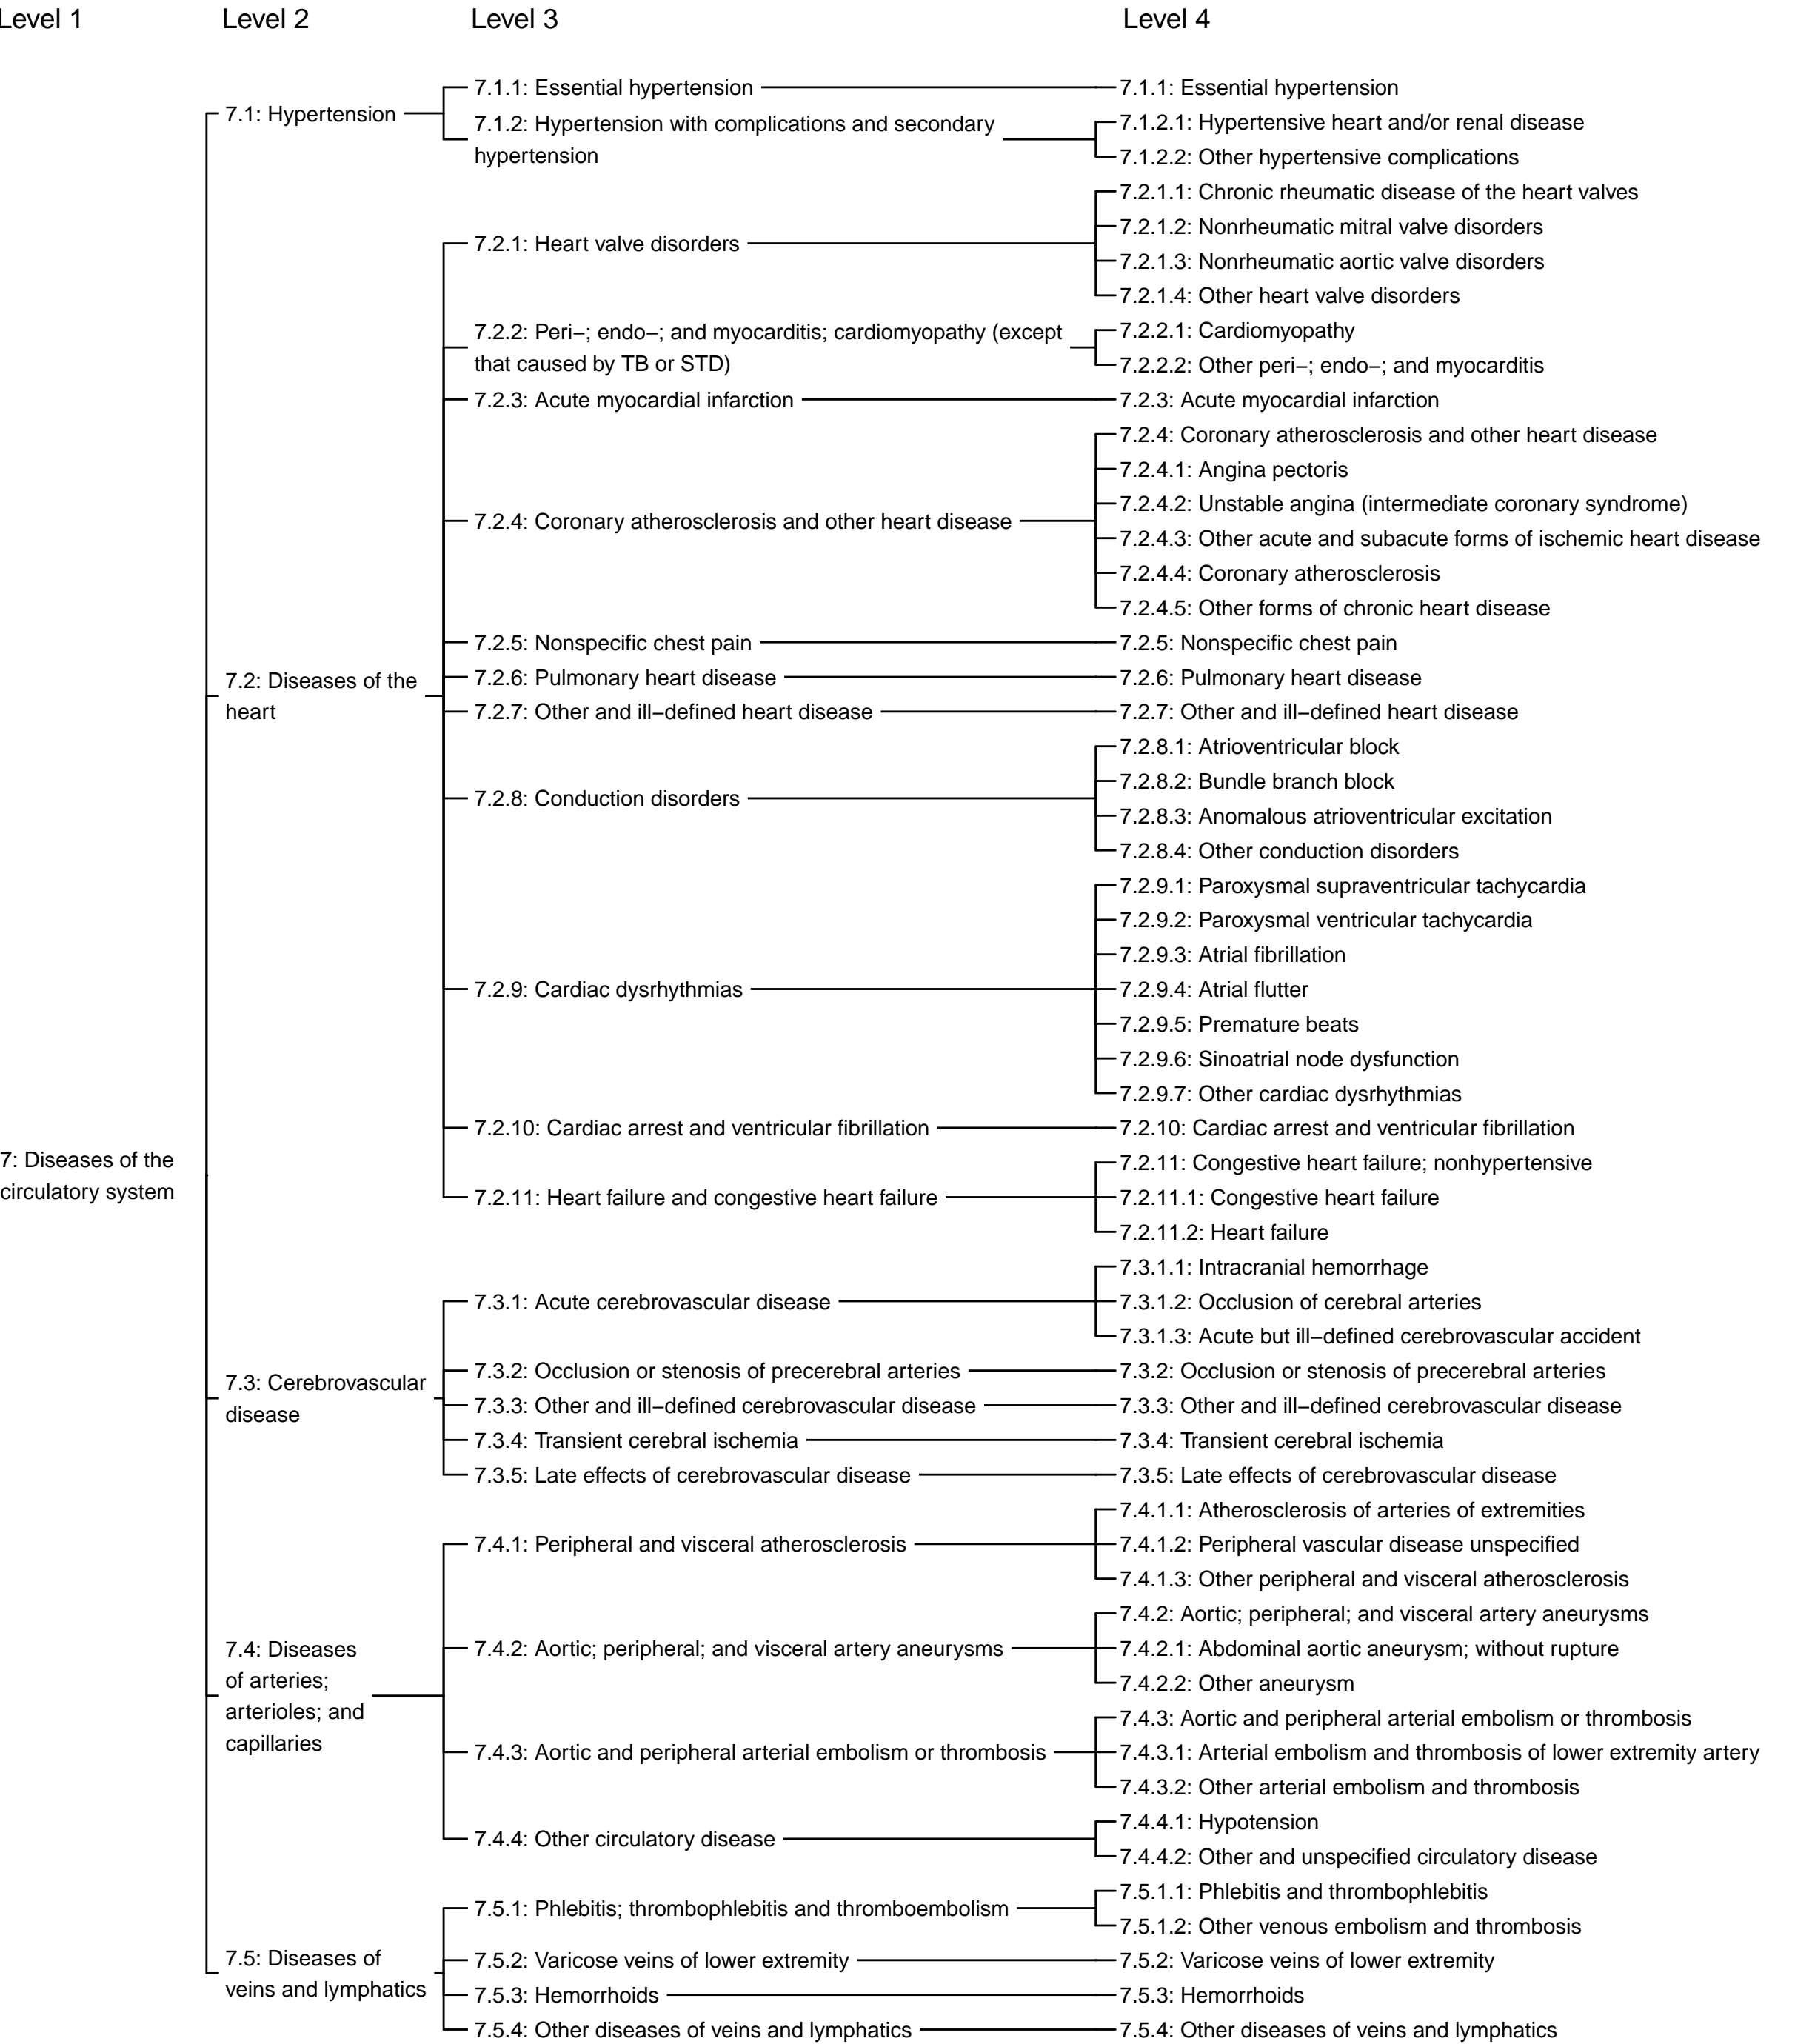 Level 1
Level 2
Level 3
Level 4
7: Diseases of the
circulatory system
7.1: Hypertension
7.2: Diseases of the
heart
7.3: Cerebrovascular
disease
7.4: Diseases
of arteries;
arterioles; and
capillaries
7.5: Diseases of
veins and lymphatics
7.1.1: Essential hypertension
7.1.2: Hypertension with complications and secondary
hypertension
7.2.1: Heart valve disorders
7.2.2: Peri−; endo−; and myocarditis; cardiomyopathy (except
that caused by TB or STD)
7.2.3: Acute myocardial infarction
7.2.4: Coronary atherosclerosis and other heart disease
7.2.5: Nonspecific chest pain
7.2.6: Pulmonary heart disease
7.2.7: Other and ill−defined heart disease
7.2.8: Conduction disorders
7.2.9: Cardiac dysrhythmias
7.2.10: Cardiac arrest and ventricular fibrillation
7.2.11: Heart failure and congestive heart failure
7.3.1: Acute cerebrovascular disease
7.3.2: Occlusion or stenosis of precerebral arteries
7.3.3: Other and ill−defined cerebrovascular disease
7.3.4: Transient cerebral ischemia
7.3.5: Late effects of cerebrovascular disease
7.4.1: Peripheral and visceral atherosclerosis
7.4.2: Aortic; peripheral; and visceral artery aneurysms
7.4.3: Aortic and peripheral arterial embolism or thrombosis
7.4.4: Other circulatory disease
7.5.1: Phlebitis; thrombophlebitis and thromboembolism
7.5.2: Varicose veins of lower extremity
7.5.3: Hemorrhoids
7.5.4: Other diseases of veins and lymphatics
7.1.1: Essential hypertension
7.1.2.1: Hypertensive heart and/or renal disease
7.1.2.2: Other hypertensive complications
7.2.1.1: Chronic rheumatic disease of the heart valves
7.2.1.2: Nonrheumatic mitral valve disorders
7.2.1.3: Nonrheumatic aortic valve disorders
7.2.1.4: Other heart valve disorders
7.2.2.1: Cardiomyopathy
7.2.2.2: Other peri−; endo−; and myocarditis
7.2.3: Acute myocardial infarction
7.2.4: Coronary atherosclerosis and other heart disease
7.2.4.1: Angina pectoris
7.2.4.2: Unstable angina (intermediate coronary syndrome)
7.2.4.3: Other acute and subacute forms of ischemic heart disease
7.2.4.4: Coronary atherosclerosis
7.2.4.5: Other forms of chronic heart disease
7.2.5: Nonspecific chest pain
7.2.6: Pulmonary heart disease
7.2.7: Other and ill−defined heart disease
7.2.8.1: Atrioventricular block
7.2.8.2: Bundle branch block
7.2.8.3: Anomalous atrioventricular excitation
7.2.8.4: Other conduction disorders
7.2.9.1: Paroxysmal supraventricular tachycardia
7.2.9.2: Paroxysmal ventricular tachycardia
7.2.9.3: Atrial fibrillation
7.2.9.4: Atrial flutter
7.2.9.5: Premature beats
7.2.9.6: Sinoatrial node dysfunction
7.2.9.7: Other cardiac dysrhythmias
7.2.10: Cardiac arrest and ventricular fibrillation
7.2.11: Congestive heart failure; nonhypertensive
7.2.11.1: Congestive heart failure
7.2.11.2: Heart failure
7.3.1.1: Intracranial hemorrhage
7.3.1.2: Occlusion of cerebral arteries
7.3.1.3: Acute but ill−defined cerebrovascular accident
7.3.2: Occlusion or stenosis of precerebral arteries
7.3.3: Other and ill−defined cerebrovascular disease
7.3.4: Transient cerebral ischemia
7.3.5: Late effects of cerebrovascular disease
7.4.1.1: Atherosclerosis of arteries of extremities
7.4.1.2: Peripheral vascular disease unspecified
7.4.1.3: Other peripheral and visceral atherosclerosis
7.4.2: Aortic; peripheral; and visceral artery aneurysms
7.4.2.1: Abdominal aortic aneurysm; without rupture
7.4.2.2: Other aneurysm
7.4.3: Aortic and peripheral arterial embolism or thrombosis
7.4.3.1: Arterial embolism and thrombosis of lower extremity artery
7.4.3.2: Other arterial embolism and thrombosis
7.4.4.1: Hypotension
7.4.4.2: Other and unspecified circulatory disease
7.5.1.1: Phlebitis and thrombophlebitis
7.5.1.2: Other venous embolism and thrombosis
7.5.2: Varicose veins of lower extremity
7.5.3: Hemorrhoids
7.5.4: Other diseases of veins and lymphatics